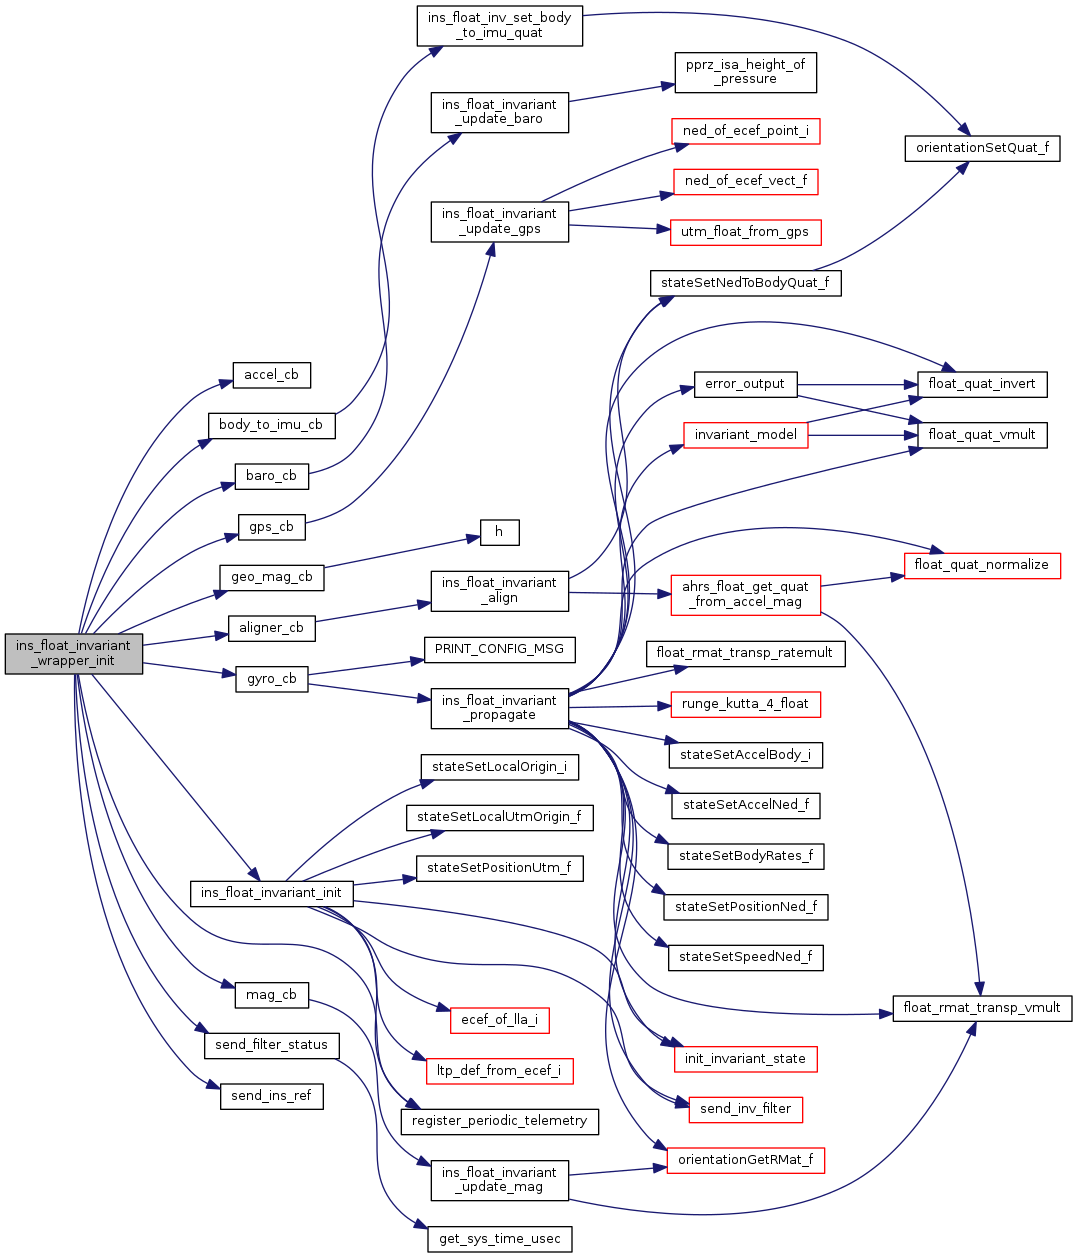 ins_float_inv_set_body
_to_imu_quat
pprz_isa_height_of
_pressure
ins_float_invariant
_update_baro
ned_of_ecef_point_i
orientationSetQuat_f
ned_of_ecef_vect_f
ins_float_invariant
_update_gps
utm_float_from_gps
stateSetNedToBodyQuat_f
accel_cb
error_output
float_quat_invert
body_to_imu_cb
invariant_model
float_quat_vmult
baro_cb
gps_cb
h
float_quat_normalize
geo_mag_cb
ins_float_invariant
_align
ahrs_float_get_quat
_from_accel_mag
aligner_cb
ins_float_invariant
_wrapper_init
PRINT_CONFIG_MSG
float_rmat_transp_ratemult
gyro_cb
ins_float_invariant
_propagate
runge_kutta_4_float
stateSetAccelBody_i
stateSetLocalOrigin_i
stateSetAccelNed_f
stateSetLocalUtmOrigin_f
stateSetBodyRates_f
stateSetPositionUtm_f
ins_float_invariant_init
stateSetPositionNed_f
stateSetSpeedNed_f
mag_cb
float_rmat_transp_vmult
ecef_of_lla_i
send_filter_status
init_invariant_state
ltp_def_from_ecef_i
send_ins_ref
send_inv_filter
register_periodic_telemetry
orientationGetRMat_f
ins_float_invariant
_update_mag
get_sys_time_usec